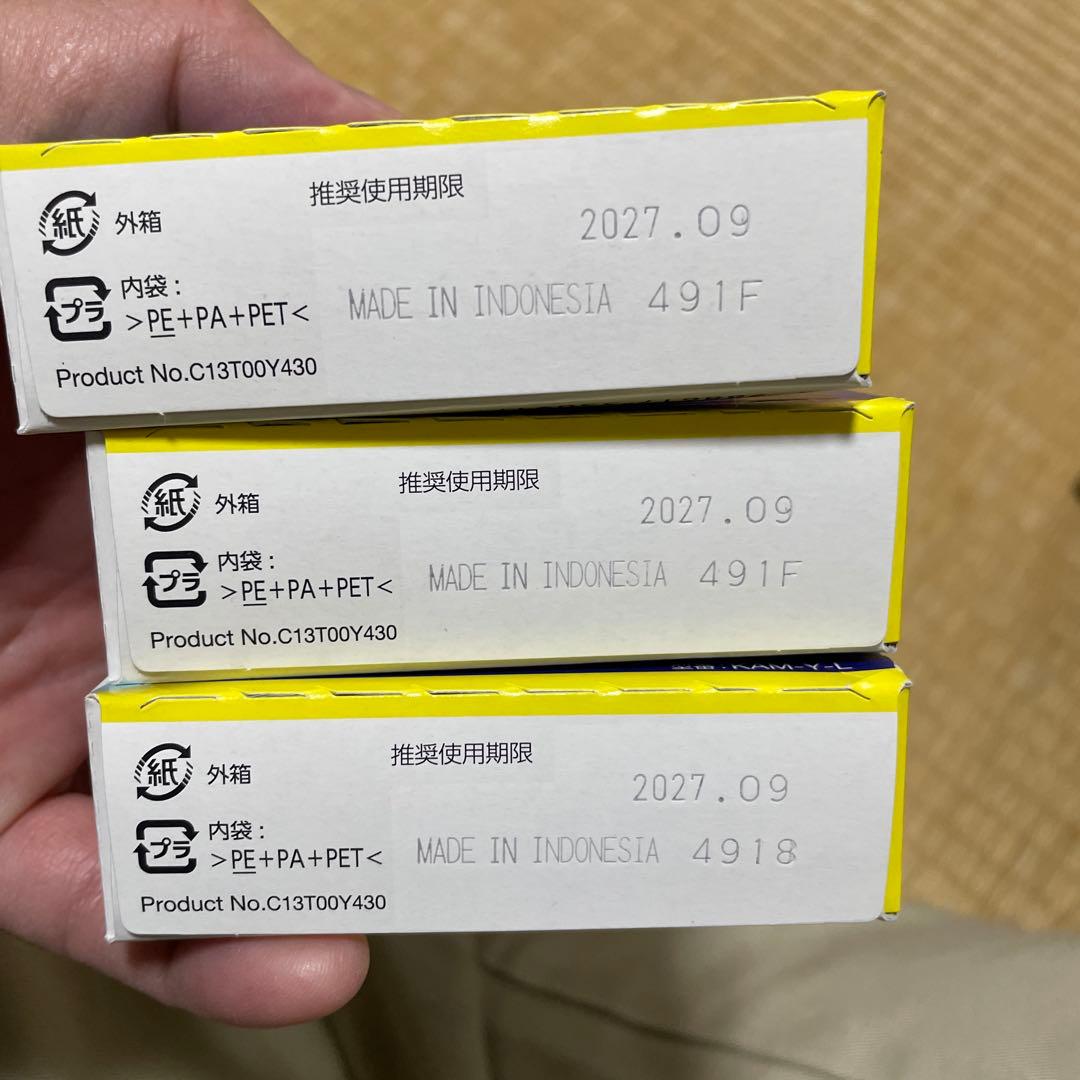 推奨使用期限
2027.09
紙 外箱
プラ 内袋:
>PE+PA+PET<
MADE IN INDONESIA 491F
Product No.C13T00Y430
推奨使用期限
2027.09
紙 外箱
プラ 内袋:
>PE+PA+PET<
MADE IN INDONESIA 491F
Product No.C13T00Y430
KAM-Y-L
推奨使用期限
2027.09
紙 外箱
プラ 内袋:
>PE+PA+PET<
MADE IN INDONESIA 4918
Product No.C13T00Y430